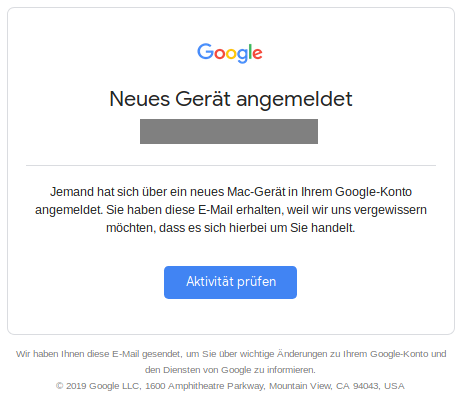 Google
Neues Gerät angemeldet
Jemand hat sich über ein neues Mac-Gerät in Ihrem Google-Konto
angemeldet. Sie haben diese E-Mail erhalten, weil wir uns vergewissern
möchten, dass es sich hierbei um Sie handelt.
Aktivität prüfen
Wir haben Ihnen diese E-Mail gesendet, um Sie über wichtige Änderungen zu Ihrem Google-Konto und
den Diensten von Google zu informieren.
© 2019 Google LLC, 1600 Amphitheatre Parkway, Mountain View, CA 94043, USA